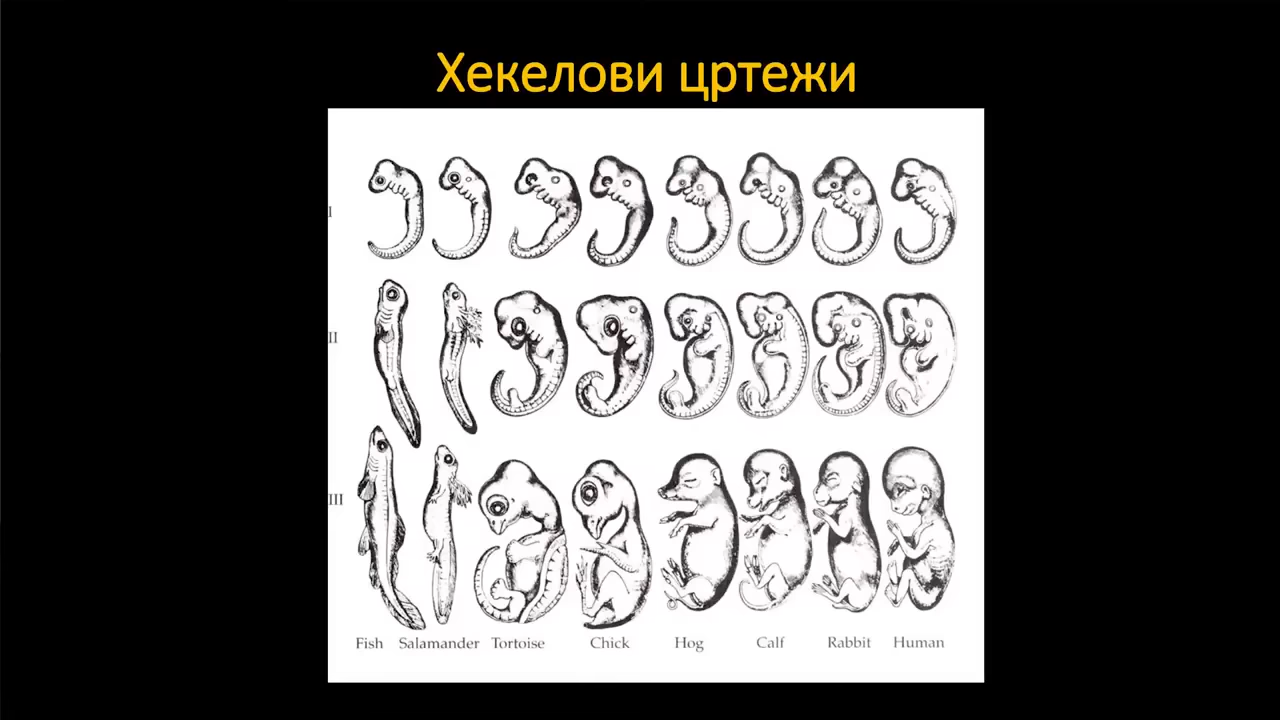 Хекелови цртежи
I
II
III
Fish Salamander Tortoise Chick Hog Calf Rabbit Human